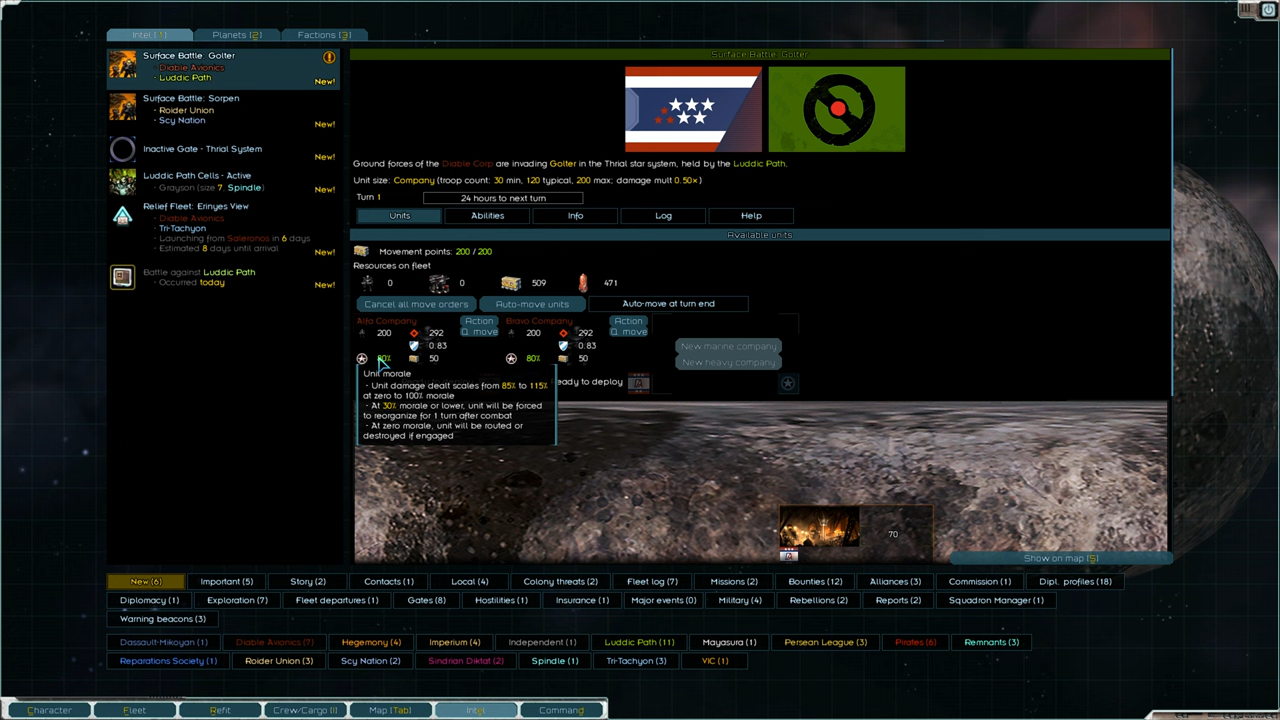 Intel [1]
Planets [2]
Factions [3]
Surface Battle: Golter
- Diable Avionics
- Luddic Path
New!
Surface Battle: Sorpen
- Roider Union
- Scy Nation
New!
Inactive Gate - Thrial System
New!
Luddic Path Cells - Active
- Grayson (size 7, Spindle)
New!
Relief Fleet: Erinyes View
- Diable Avionics
- Tri-Tachyon
- Launching from Saleronos in 6 days
- Estimated 8 days until arrival
New!
Battle against Luddic Path
- Occurred today
New!
Surface Battle: Golter
Ground forces of the Diable Corp are invading Golter in the Thrial star system, held by the Luddic Path.
Unit size: Company (troop count: 30 min, 120 typical, 200 max; damage mult 0.50×)
Turn 1
24 hours to next turn
Units
Abilities
Info
Log
Help
Available units
Movement points: 200 / 200
Resources on fleet
0
0
509
471
Cancel all move orders
Auto-move units
Auto-move at turn end
Alfa Company
200
292
0.83
80%
50
Action
Q. move
Bravo Company
200
292
0.83
80%
50
Action
Q. move
New marine company
New heavy company
eady to deploy
Unit morale
- Unit damage dealt scales from 85% to 115%
at zero to 100% morale
- At 30% morale or lower, unit will be forced
to reorganize for 1 turn after combat
- At zero morale, unit will be routed or
destroyed if engaged
70
Show on map [S]
New (6)
Important (5)
Story (2)
Contacts (1)
Local (4)
Colony threats (2)
Fleet log (7)
Missions (2)
Bounties (12)
Alliances (3)
Commission (1)
Dipl. profiles (18)
Diplomacy (1)
Exploration (7)
Fleet departures (1)
Gates (8)
Hostilities (1)
Insurance (1)
Major events (0)
Military (4)
Rebellions (2)
Reports (2)
Squadron Manager (1)
Warning beacons (3)
Dassault-Mikoyan (1)
Diable Avionics (7)
Hegemony (4)
Imperium (4)
Independent (1)
Luddic Path (11)
Mayasura (1)
Persean League (3)
Pirates (6)
Remnants (3)
Reparations Society (1)
Roider Union (3)
Scy Nation (2)
Sindrian Diktat (2)
Spindle (1)
Tri-Tachyon (3)
VIC (1)
Character
Fleet
Refit
Crew/Cargo [I]
Map [Tab]
Intel
Command